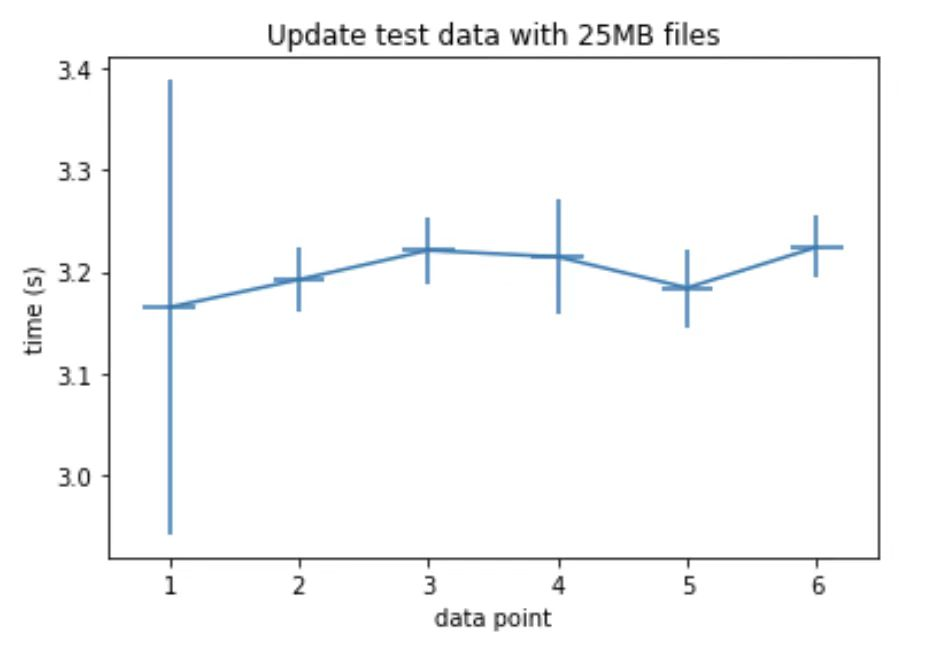 Update test data with 25MB files
3.4
3.3
3.2
3.1
3.0
time (s)
1 2 3 4 5 6
data point